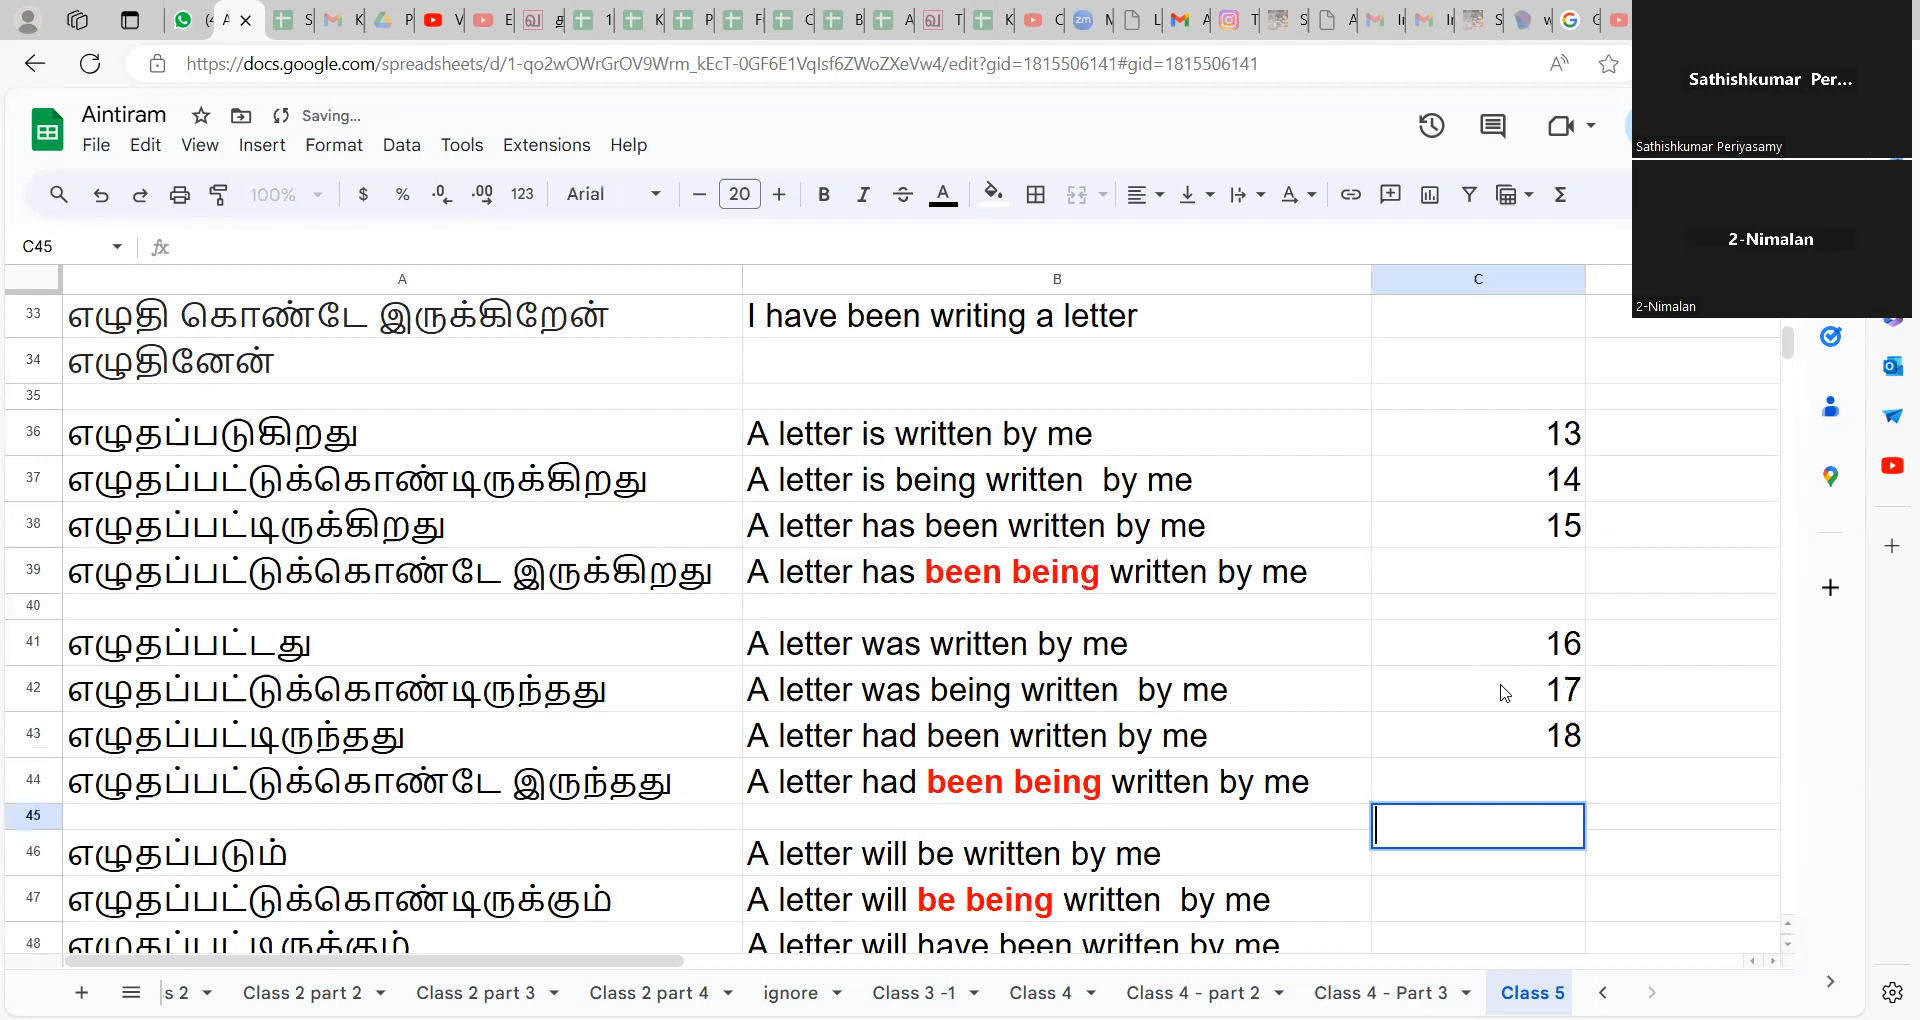 https://docs.google.com/spreadsheets/d/1-qo2wOWrGrOV9Wrm_kEcT-0GF6E1VqIsf6ZWoZXeVw4/edit?gid=1815506141#gid=1815506141
Sathishkumar Per...
Sathishkumar Periyasamy
2-Nimalan
2-Nimalan
Aintiram Saving...
File Edit View Insert Format Data Tools Extensions Help
100% $ % .0 .00 123 Arial 20 B I S A
C45 fx
A B C
33 எழுதி கொண்டே இருக்கிறேன் I have been writing a letter
34 எழுதினேன்
35
36 எழுதப்படுகிறது A letter is written by me 13
37 எழுதப்பட்டுக்கொண்டிருக்கிறது A letter is being written by me 14
38 எழுதப்பட்டிருக்கிறது A letter has been written by me 15
39 எழுதப்பட்டுக்கொண்டே இருக்கிறது A letter has been being written by me
40
41 எழுதப்பட்டது A letter was written by me 16
42 எழுதப்பட்டுக்கொண்டிருந்தது A letter was being written by me 17
43 எழுதப்பட்டிருந்தது A letter had been written by me 18
44 எழுதப்பட்டுக்கொண்டே இருந்தது A letter had been being written by me
45
46 எழுதப்படும் A letter will be written by me
47 எழுதப்பட்டுக்கொண்டிருக்கும் A letter will be being written by me
48 எழுதப்பட்டிருக்கும் A letter will have been written by me
s 2 Class 2 part 2 Class 2 part 3 Class 2 part 4 ignore Class 3 -1 Class 4 Class 4 - part 2 Class 4 - Part 3 Class 5